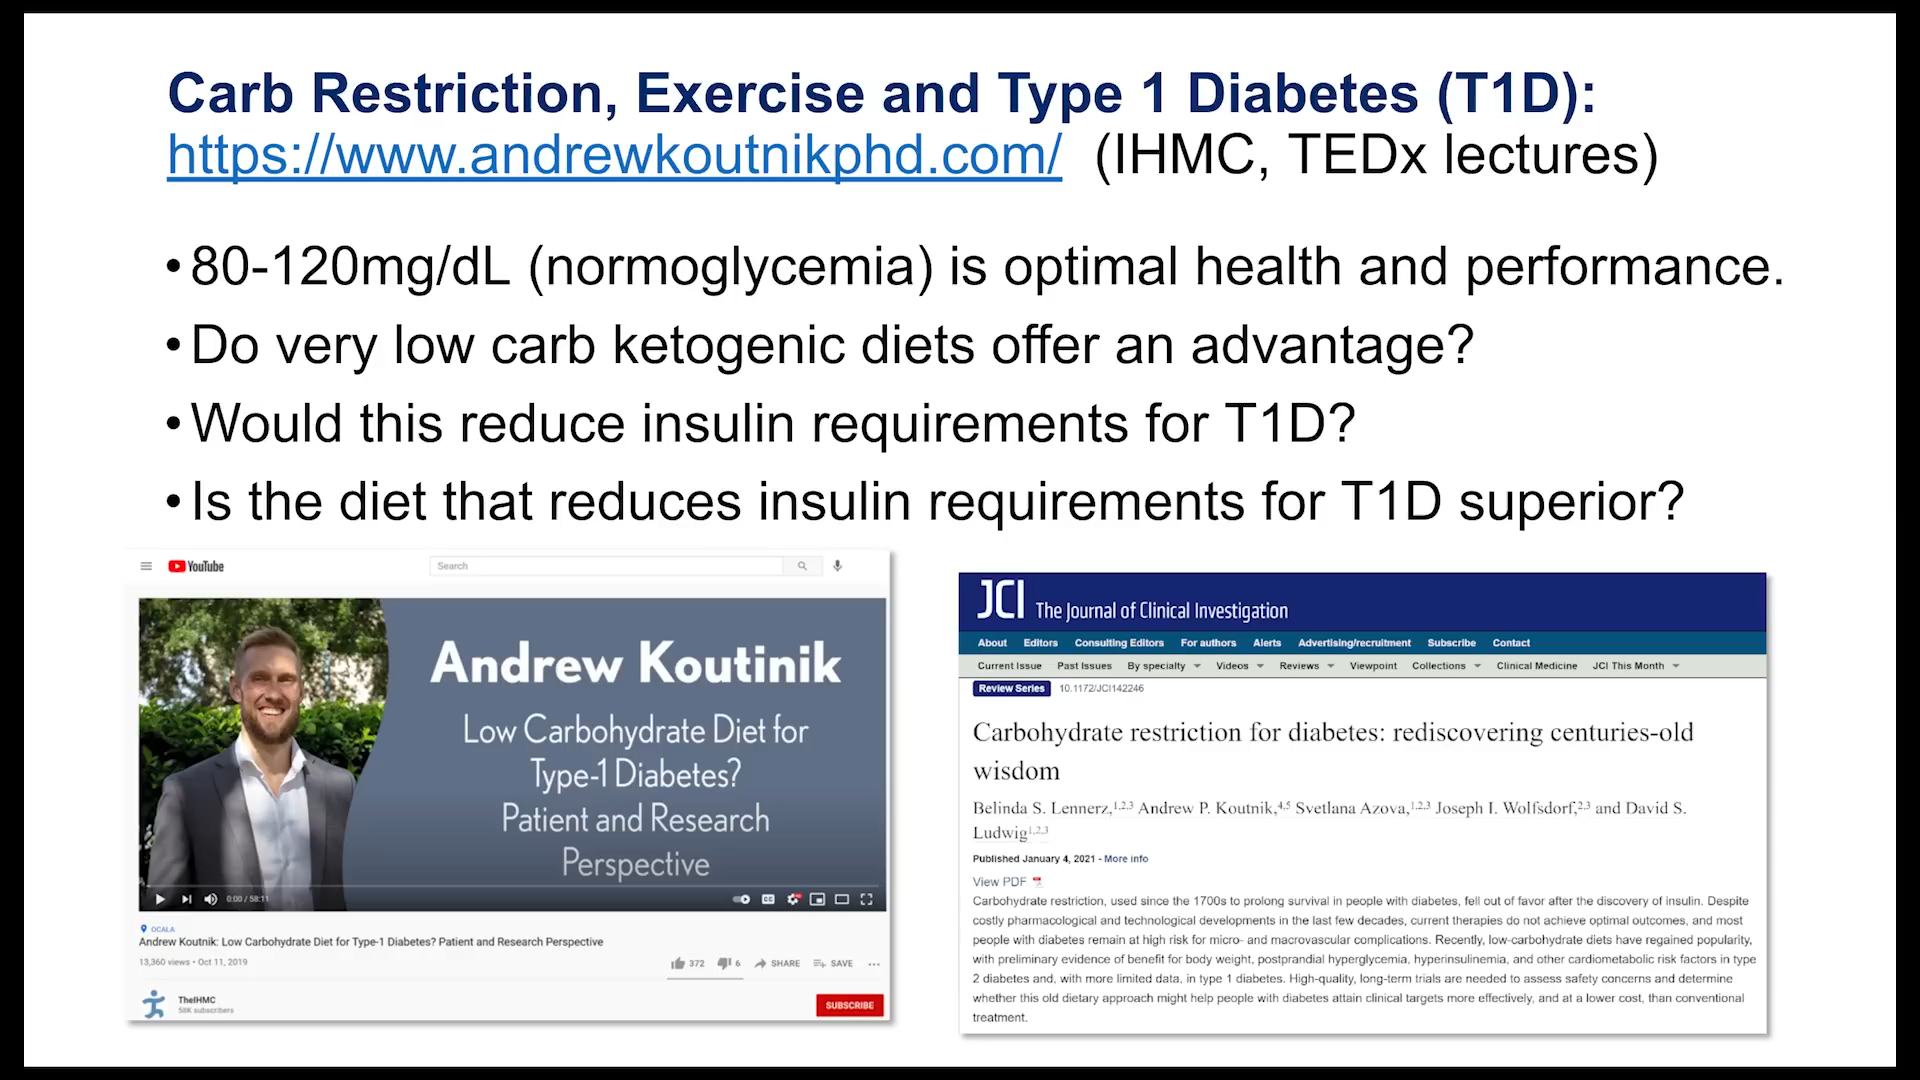 Carb Restriction, Exercise and Type 1 Diabetes (T1D):
https://www.andrewkoutnikphd.com/ (IHMC, TEDx lectures)
•80-120mg/dL (normoglycemia) is optimal health and performance.
•Do very low carb ketogenic diets offer an advantage?
•Would this reduce insulin requirements for T1D?
•Is the diet that reduces insulin requirements for T1D superior?
YouTube
Search
Andrew Koutinik
Low Carbohydrate Diet for
Type-1 Diabetes?
Patient and Research
Perspective
0:00 / 58:11
OCALA
Andrew Koutnik: Low Carbohydrate Diet for Type-1 Diabetes? Patient and Research Perspective
13,360 views • Oct 11, 2019
372 6 SHARE SAVE ...
TheIHMC
58K subscribers
SUBSCRIBE
JCI The Journal of Clinical Investigation
About Editors Consulting Editors For authors Alerts Advertising/recruitment Subscribe Contact
Current Issue Past Issues By specialty Videos Reviews Viewpoint Collections Clinical Medicine JCI This Month
Review Series 10.1172/JCI142246
Carbohydrate restriction for diabetes: rediscovering centuries-old
wisdom
Belinda S. Lennerz,1,2,3 Andrew P. Koutnik,4,5 Svetlana Azova,1,2,3 Joseph I. Wolfsdorf,2,3 and David S.
Ludwig1,2,3
Published January 4, 2021 - More info
View PDF
Carbohydrate restriction, used since the 1700s to prolong survival in people with diabetes, fell out of favor after the discovery of insulin. Despite
costly pharmacological and technological developments in the last few decades, current therapies do not achieve optimal outcomes, and most
people with diabetes remain at high risk for micro- and macrovascular complications. Recently, low-carbohydrate diets have regained popularity,
with preliminary evidence of benefit for body weight, postprandial hyperglycemia, hyperinsulinemia, and other cardiometabolic risk factors in type
2 diabetes and, with more limited data, in type 1 diabetes. High-quality, long-term trials are needed to assess safety concerns and determine
whether this old dietary approach might help people with diabetes attain clinical targets more effectively, and at a lower cost, than conventional
treatment.